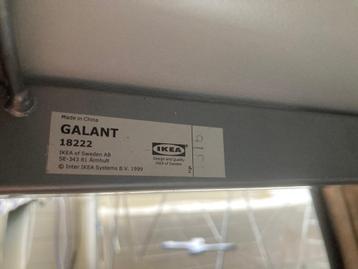 Made in China
GALANT
18222
IKEA of Sweden AB
SE-343 81 Älmhult
© Inter IKEA Systems B.V. 1999
IKEA
Design and Quality
IKEA of Sweden